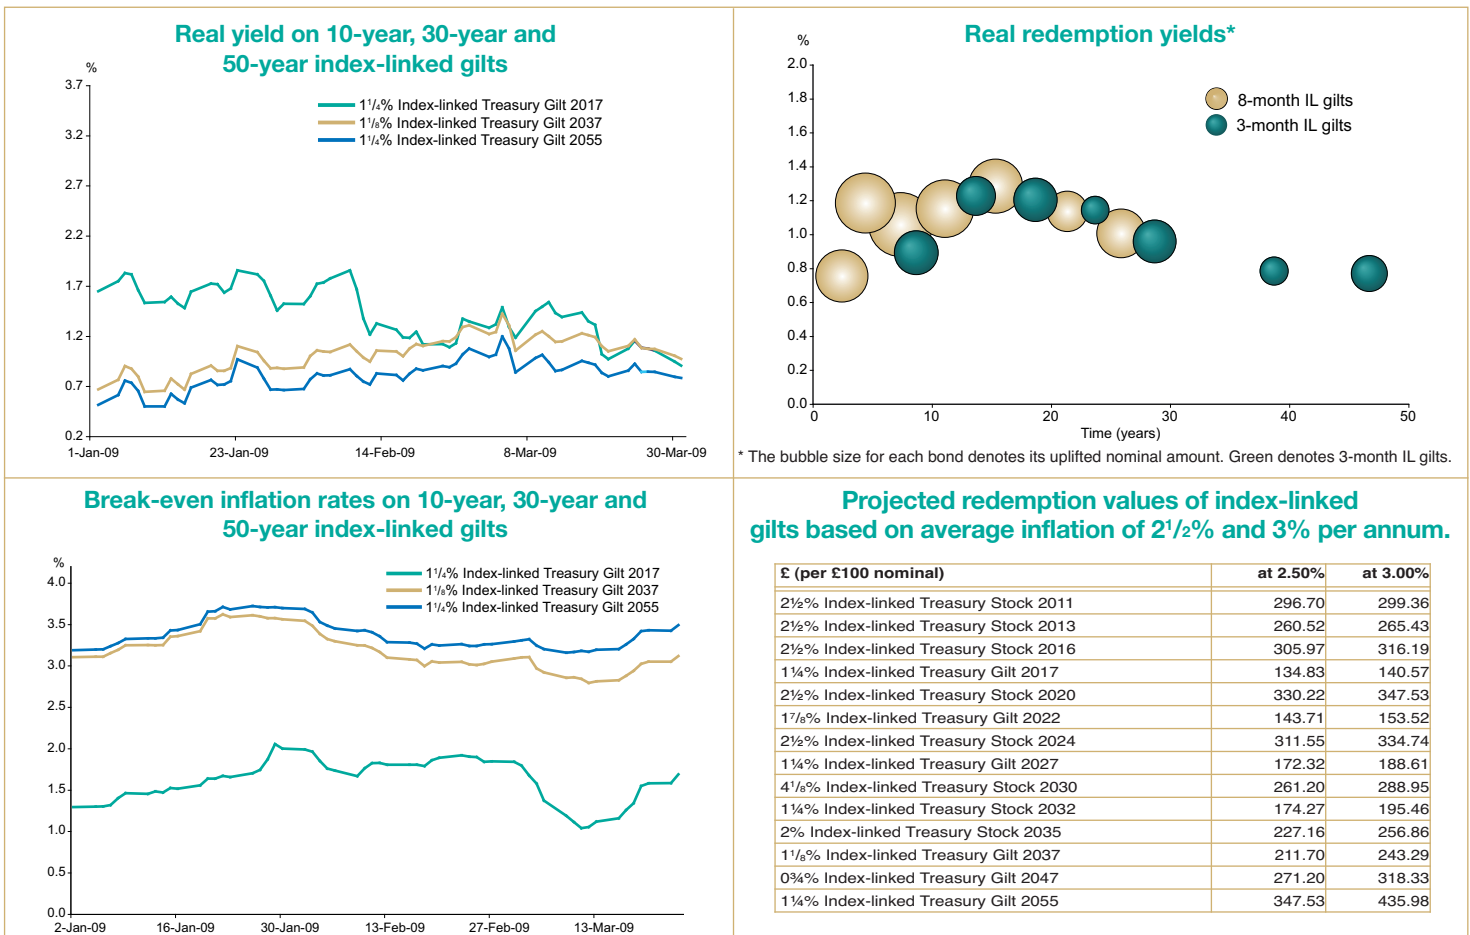 Real yield on 10-year, 30-year and
50-year index-linked gilts
%
3.7
3.2
2.7
2.2
1.7
1.2
0.7
0.2
1¹/₄% Index-linked Treasury Gilt 2017
1¹/₈% Index-linked Treasury Gilt 2037
1¹/₄% Index-linked Treasury Gilt 2055
1-Jan-09 23-Jan-09 14-Feb-09 8-Mar-09 30-Mar-09
Real redemption yields*
%
2.0
1.8
1.6
1.4
1.2
1.0
0.8
0.6
0.4
0.2
0.0
8-month IL gilts
3-month IL gilts
0 10 20 30 40 50
Time (years)
* The bubble size for each bond denotes its uplifted nominal amount. Green denotes 3-month IL gilts.
Break-even inflation rates on 10-year, 30-year and
50-year index-linked gilts
%
4.0
3.5
3.0
2.5
2.0
1.5
1.0
0.5
0.0
1¹/₄% Index-linked Treasury Gilt 2017
1¹/₈% Index-linked Treasury Gilt 2037
1¹/₄% Index-linked Treasury Gilt 2055
2-Jan-09 16-Jan-09 30-Jan-09 13-Feb-09 27-Feb-09 13-Mar-09
Projected redemption values of index-linked
gilts based on average inflation of 2¹/₂% and 3% per annum.
£ (per £100 nominal) at 2.50% at 3.00%
2½% Index-linked Treasury Stock 2011 296.70 299.36
2½% Index-linked Treasury Stock 2013 260.52 265.43
2½% Index-linked Treasury Stock 2016 305.97 316.19
1¼% Index-linked Treasury Gilt 2017 134.83 140.57
2½% Index-linked Treasury Stock 2020 330.22 347.53
1⁷/₈% Index-linked Treasury Gilt 2022 143.71 153.52
2½% Index-linked Treasury Stock 2024 311.55 334.74
1¼% Index-linked Treasury Gilt 2027 172.32 188.61
4¹/₈% Index-linked Treasury Stock 2030 261.20 288.95
1¼% Index-linked Treasury Stock 2032 174.27 195.46
2% Index-linked Treasury Stock 2035 227.16 256.86
1¹/₈% Index-linked Treasury Gilt 2037 211.70 243.29
0¾% Index-linked Treasury Gilt 2047 271.20 318.33
1¼% Index-linked Treasury Gilt 2055 347.53 435.98